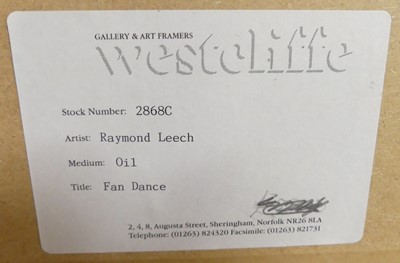 GALLERY & ART FRAMERS
westcliffe
Stock Number: 2868C
Artist: Raymond Leech
Medium: Oil
Title: Fan Dance
2, 4, 8, Augusta Street, Sheringham, Norfolk NR26 8LA
Telephone: (01263) 824320 Facsimile: (01263) 821731